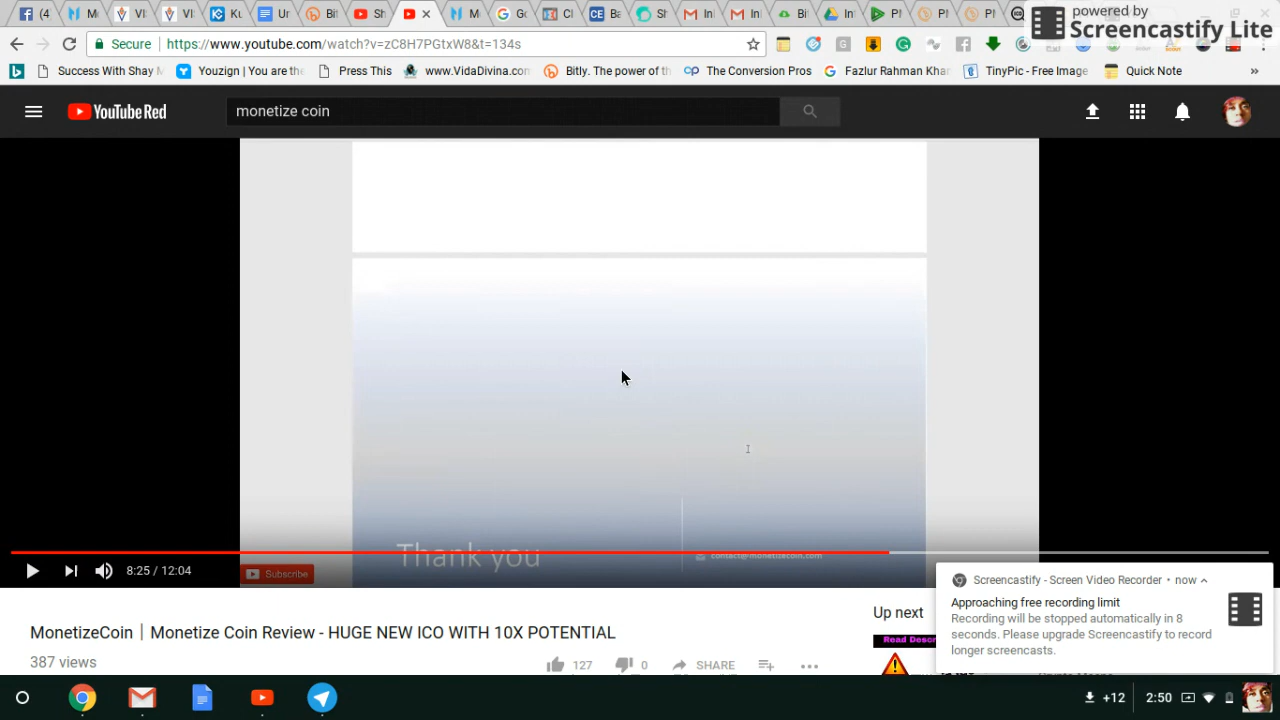 powered by
Screencastify Lite
Secure https://www.youtube.com/watch?v=zC8H7PGtxW8&t=134s
Success With Shay M
Youzign | You are the
Press This
www.VidaDivina.com
Bitly. The power of th
The Conversion Pros
Fazlur Rahman Khan
TinyPic - Free Image
Quick Note
»
YouTube Red
monetize coin
Thank you
contact@monetizecoin.com
8:25 / 12:04
Subscribe
Screencastify - Screen Video Recorder • now
Approaching free recording limit
Recording will be stopped automatically in 8
seconds. Please upgrade Screencastify to record
longer screencasts.
Up next
Read Descr
MonetizeCoin | Monetize Coin Review - HUGE NEW ICO WITH 10X POTENTIAL
387 views
127
0
SHARE
+12
2:50